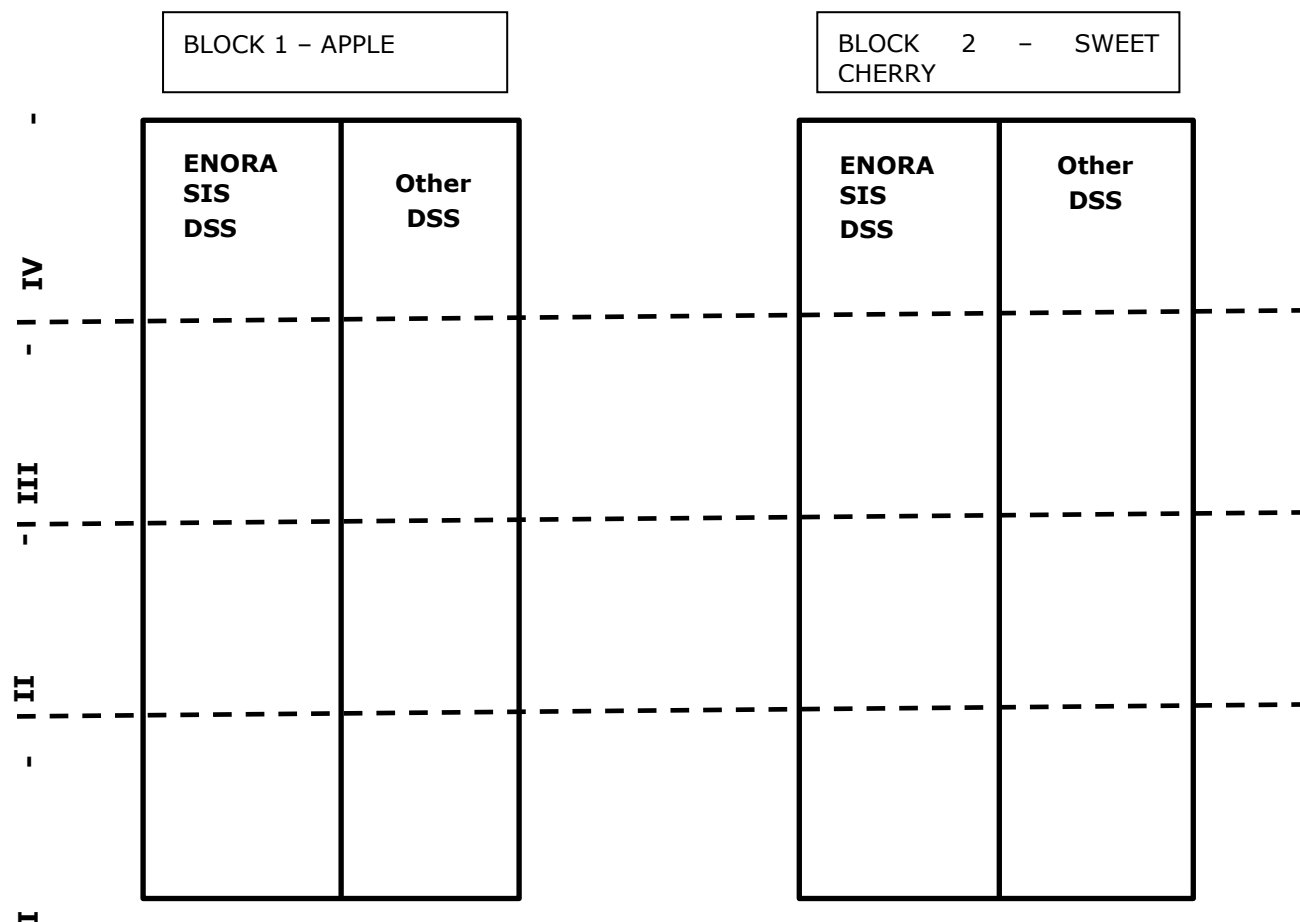 BLOCK 1 – APPLE
BLOCK 2 – SWEET
CHERRY
ENORA
SIS
DSS
Other
DSS
ENORA
SIS
DSS
Other
DSS
I - II - III - IV -